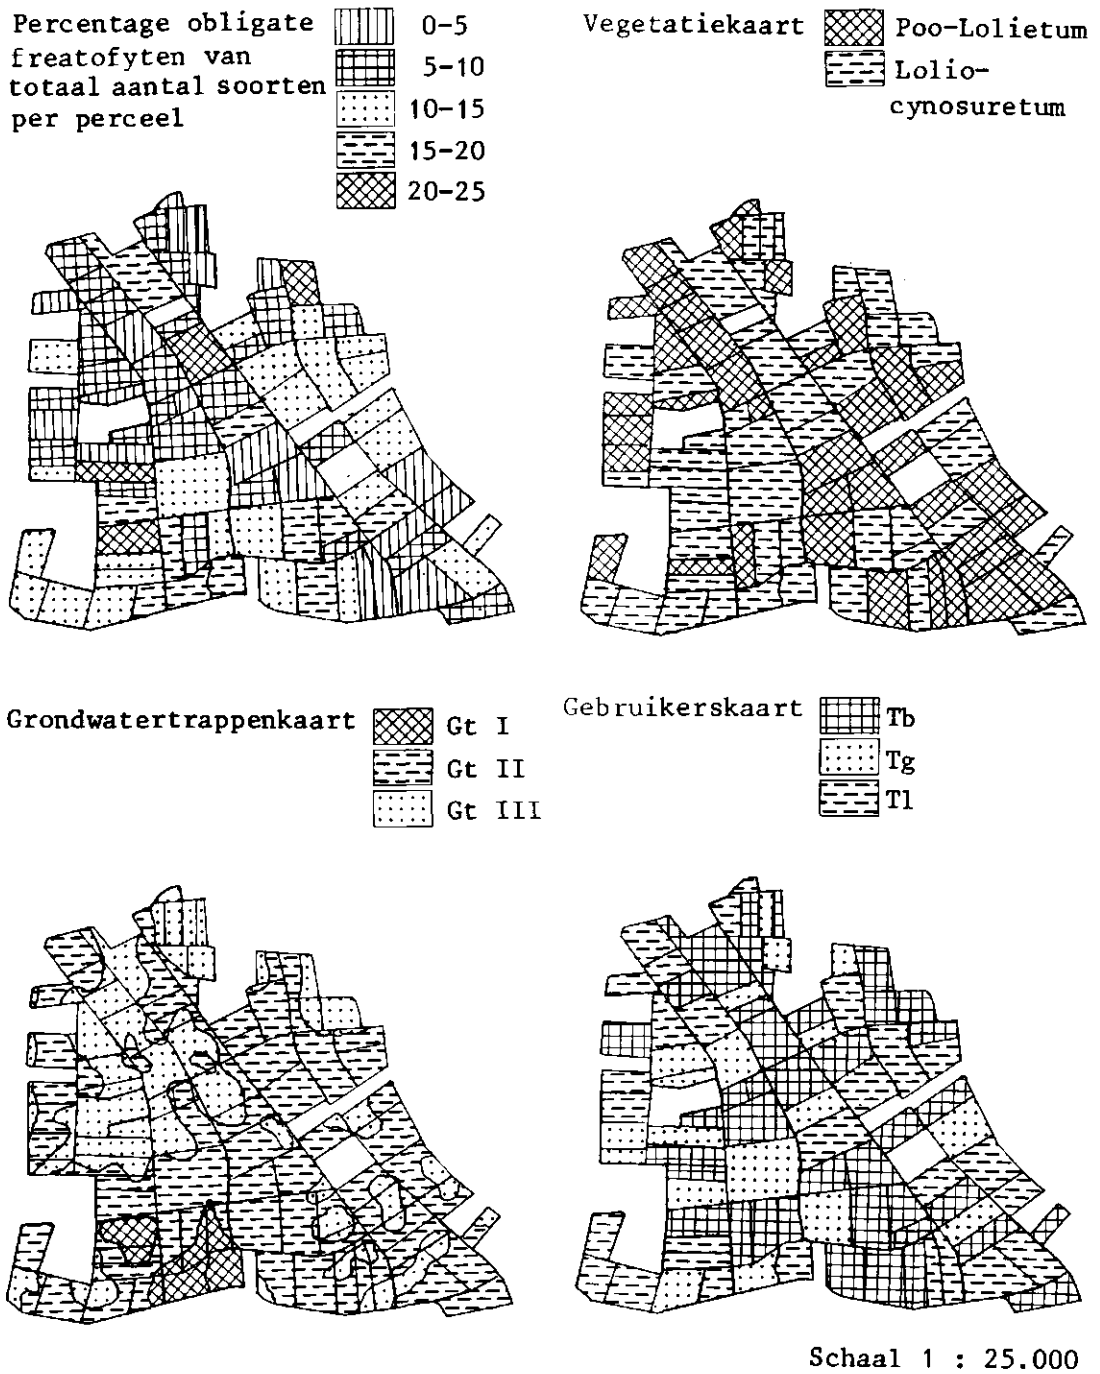 Percentage obligate
freatofyten van
totaal aantal soorten
per perceel
0-5
5-10
10-15
15-20
20-25
Vegetatiekaart
Poo-Lolietum
Lolio-
cynosuretum
Grondwatertrappenkaart
Gt I
Gt II
Gt III
Gebruikerskaart
Tb
Tg
Tl
Schaal 1 : 25.000